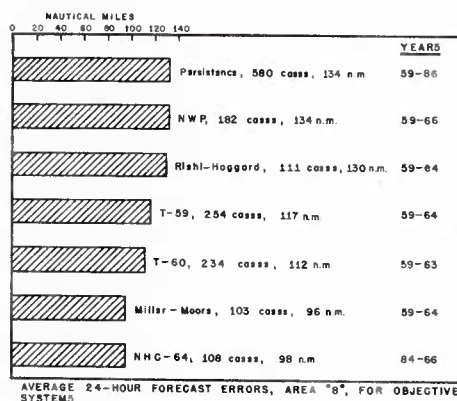 NAUTICAL MILES
0 20 40 60 80 100 120 140
YEARS
Persistence, 580 cases, 134 n.m 59-86
NWP, 182 cases, 134 n.m. 59-66
Riehl-Haggard, 111 cases, 130 n.m. 59-64
T-59, 254 cases, 117 n.m 59-64
T-60, 234 cases, 112 n.m 59-63
Miller-Moore, 103 cases, 96 n.m. 59-64
NHC-64, 108 cases, 98 n.m 84-66
AVERAGE 24-HOUR FORECAST ERRORS, AREA "8", FOR OBJECTIVE
SYSTEMS